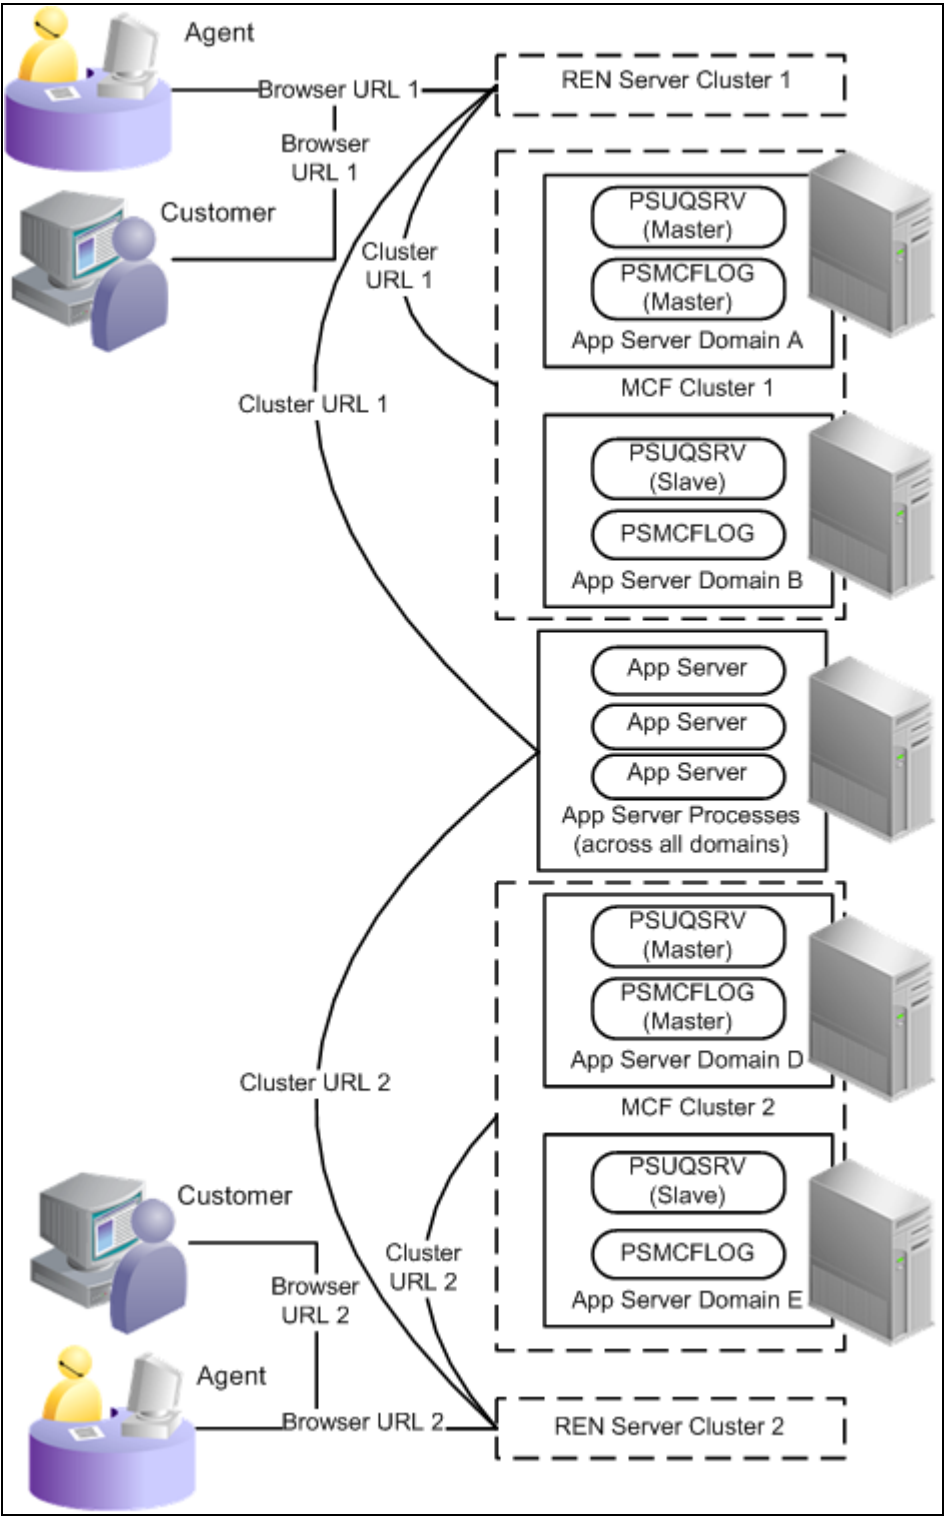 Agent
Browser URL 1
Browser
URL 1
Customer
REN Server Cluster 1
Cluster
URL 1
Cluster URL 1
PSUQSRV
(Master)
PSMCFLOG
(Master)
App Server Domain A
MCF Cluster 1
PSUQSRV
(Slave)
PSMCFLOG
App Server Domain B
App Server
App Server
App Server
App Server Processes
(across all domains)
PSUQSRV
(Master)
PSMCFLOG
(Master)
App Server Domain D
Cluster URL 2
MCF Cluster 2
PSUQSRV
(Slave)
PSMCFLOG
App Server Domain E
Customer
Cluster
URL 2
Browser
URL 2
Agent
Browser URL 2
REN Server Cluster 2